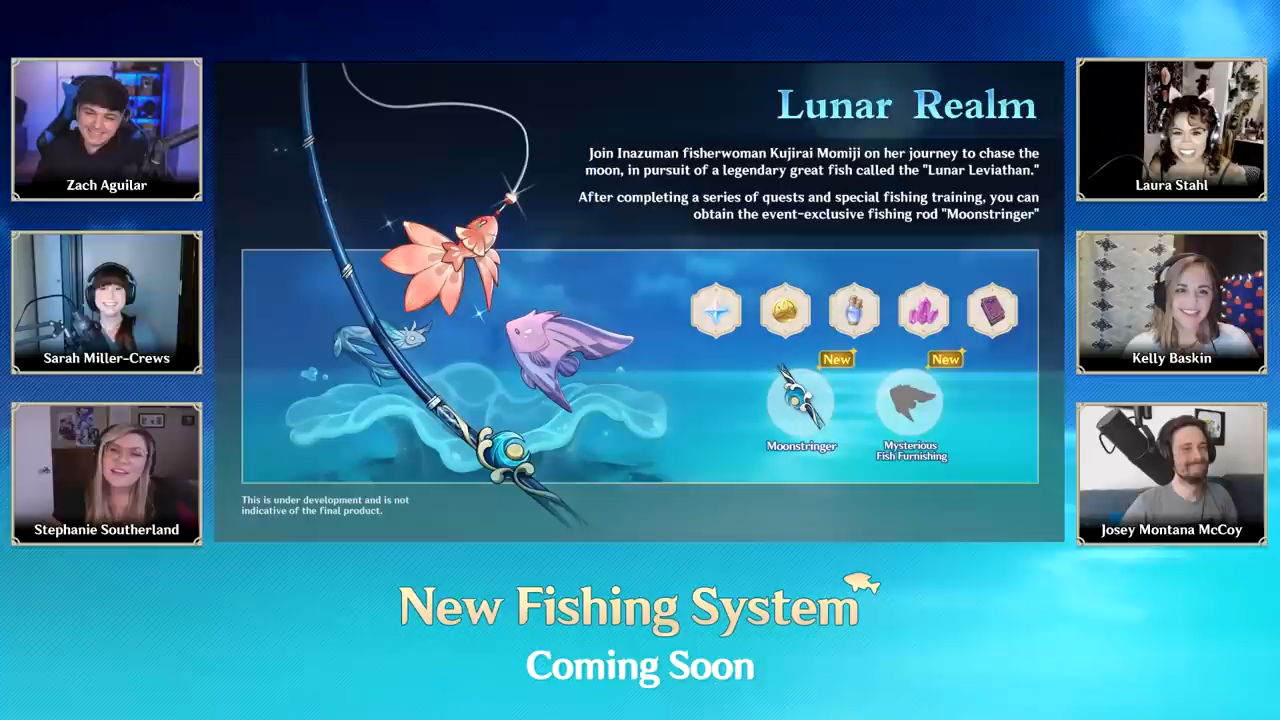 Zach Aguilar
Sarah Miller-Crews
Stephanie Southerland
Lunar Realm
Join Inazuman fisherwoman Kujirai Momiji on her journey to chase the
moon, in pursuit of a legendary great fish called the "Lunar Leviathan."
After completing a series of quests and special fishing training, you can
obtain the event-exclusive fishing rod "Moonstringer"
New
New
Moonstringer
Mysterious
Fish Furnishing
This is under development and is not
indicative of the final product.
Laura Stahl
Kelly Baskin
Josey Montana McCoy
New Fishing System
Coming Soon